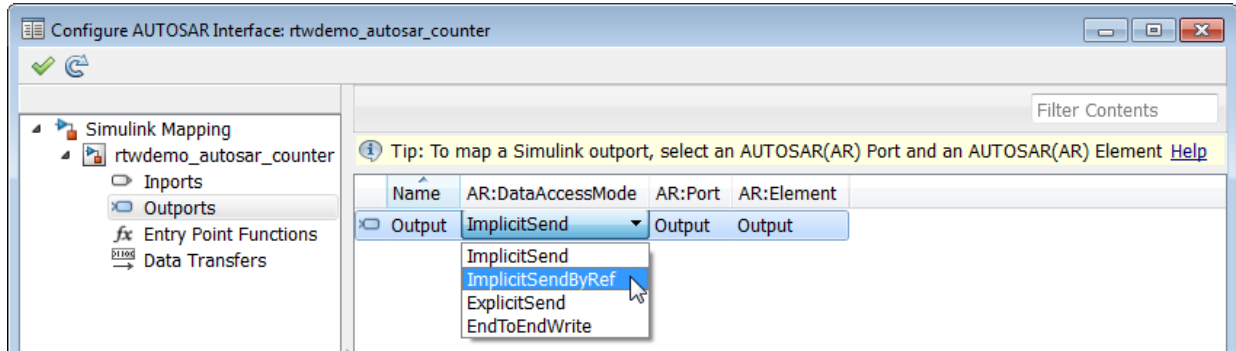 Configure AUTOSAR Interface: rtwdemo_autosar_counter
Filter Contents
Simulink Mapping
rtwdemo_autosar_counter
Inports
Outports
fx Entry Point Functions
Data Transfers
Tip: To map a Simulink outport, select an AUTOSAR(AR) Port and an AUTOSAR(AR) Element Help
Name AR:DataAccessMode AR:Port AR:Element
Output ImplicitSend Output Output
ImplicitSend
ImplicitSendByRef
ExplicitSend
EndToEndWrite